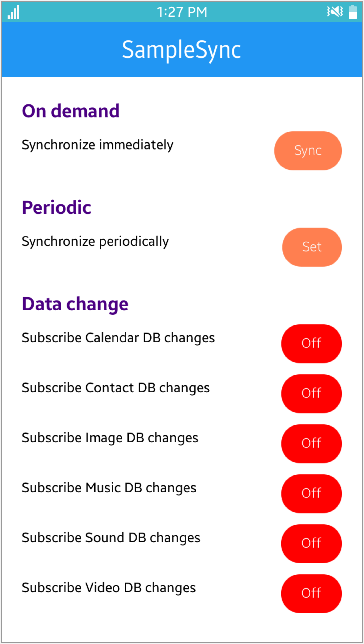 1:27 PM
SampleSync
On demand
Synchronize immediately
Sync
Periodic
Synchronize periodically
Set
Data change
Subscribe Calendar DB changes
Off
Subscribe Contact DB changes
Off
Subscribe Image DB changes
Off
Subscribe Music DB changes
Off
Subscribe Sound DB changes
Off
Subscribe Video DB changes
Off